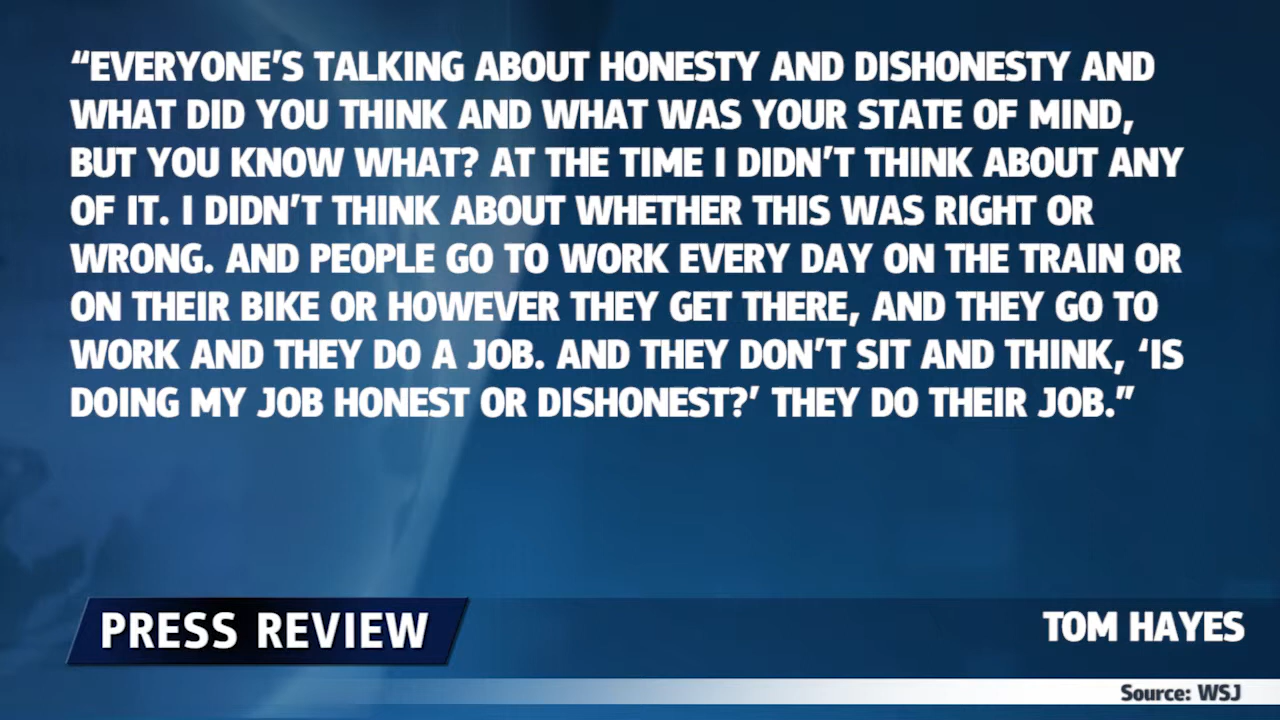 “EVERYONE’S TALKING ABOUT HONESTY AND DISHONESTY AND
WHAT DID YOU THINK AND WHAT WAS YOUR STATE OF MIND,
BUT YOU KNOW WHAT? AT THE TIME I DIDN’T THINK ABOUT ANY
OF IT. I DIDN’T THINK ABOUT WHETHER THIS WAS RIGHT OR
WRONG. AND PEOPLE GO TO WORK EVERY DAY ON THE TRAIN OR
ON THEIR BIKE OR HOWEVER THEY GET THERE, AND THEY GO TO
WORK AND THEY DO A JOB. AND THEY DON’T SIT AND THINK, ‘IS
DOING MY JOB HONEST OR DISHONEST?’ THEY DO THEIR JOB.”
PRESS REVIEW
TOM HAYES
Source: WSJ